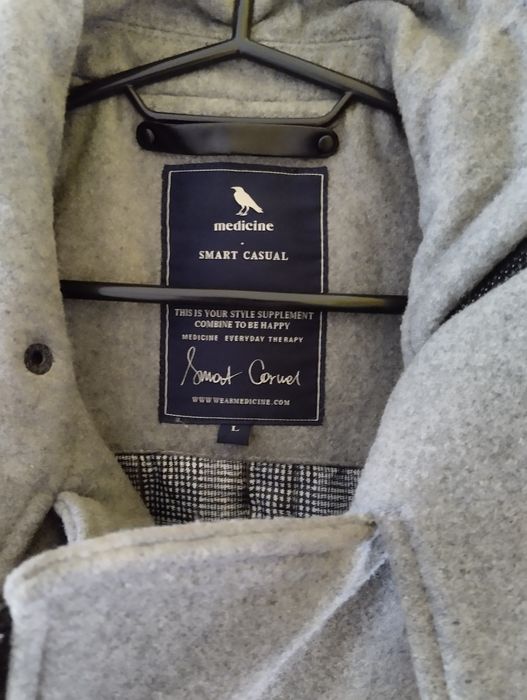 medicine
-
SMART CASUAL
THIS IS YOUR STYLE SUPPLEMENT
COMBINE TO BE HAPPY
MEDICINE EVERYDAY THERAPY
Smart Casual
WWW.WEARMEDICINE.COM
L